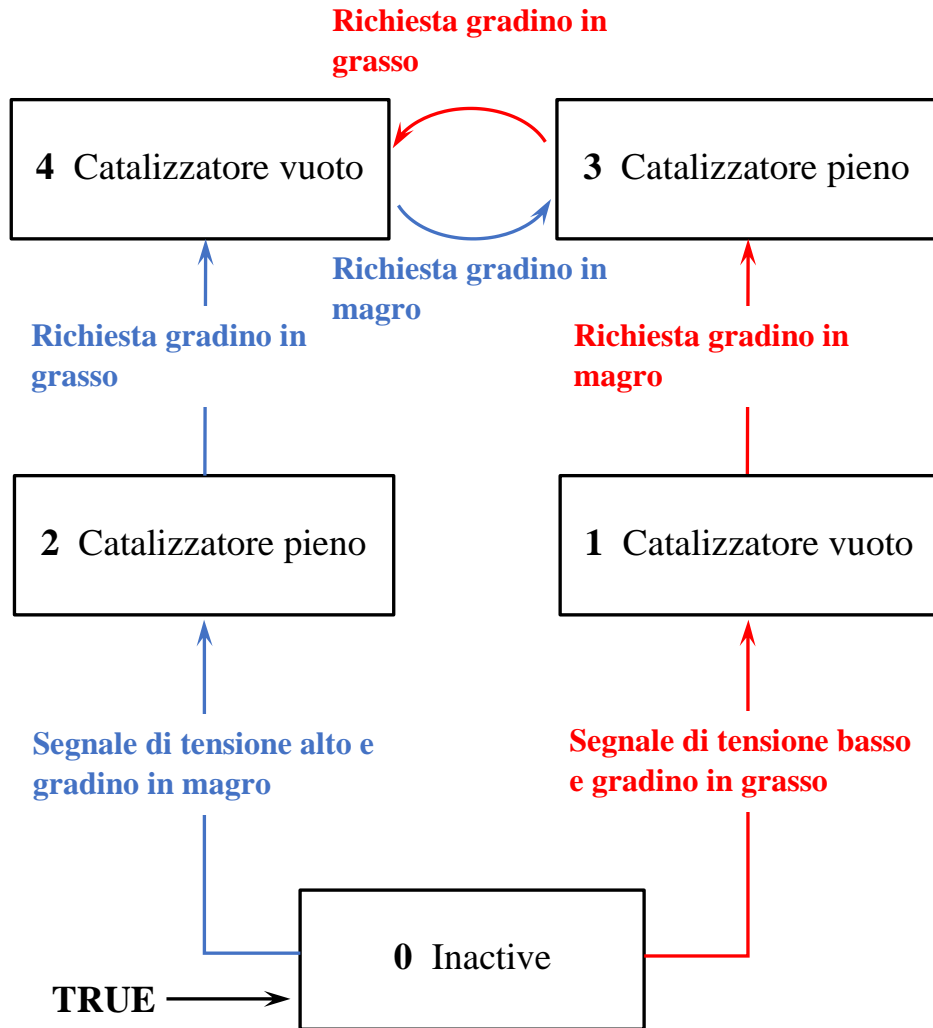 Richiesta gradino in
grasso
4 Catalizzatore vuoto
3 Catalizzatore pieno
Richiesta gradino in
magro
Richiesta gradino in
grasso
Richiesta gradino in
magro
2 Catalizzatore pieno
1 Catalizzatore vuoto
Segnale di tensione alto e
gradino in magro
Segnale di tensione basso
e gradino in grasso
0 Inactive
TRUE